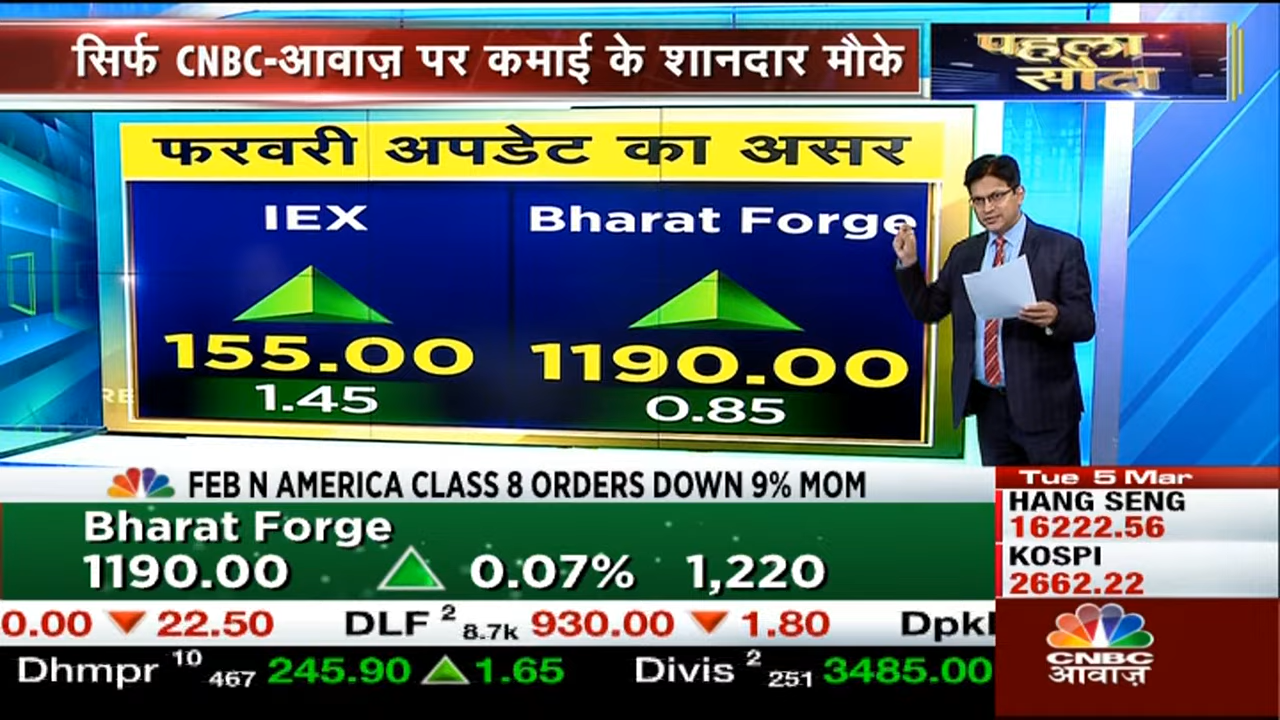 सिर्फ CNBC-आवाज़ पर कमाई के शानदार मौके
पहला
सौदा
फरवरी अपडेट का असर
IEX
Bharat Forge
155.00
1190.00
1.45
0.85
RE
FEB N AMERICA CLASS 8 ORDERS DOWN 9% MOM
Bharat Forge
1190.00 0.07% 1,220
Tue 5 Mar
HANG SENG
16222.56
KOSPI
2662.22
0.00 22.50 DLF 2 8.7k 930.00 1.80 Dpk
Dhmpr 10 467 245.90 1.65 Divis 2 251 3485.00
CNBC
आवाज़